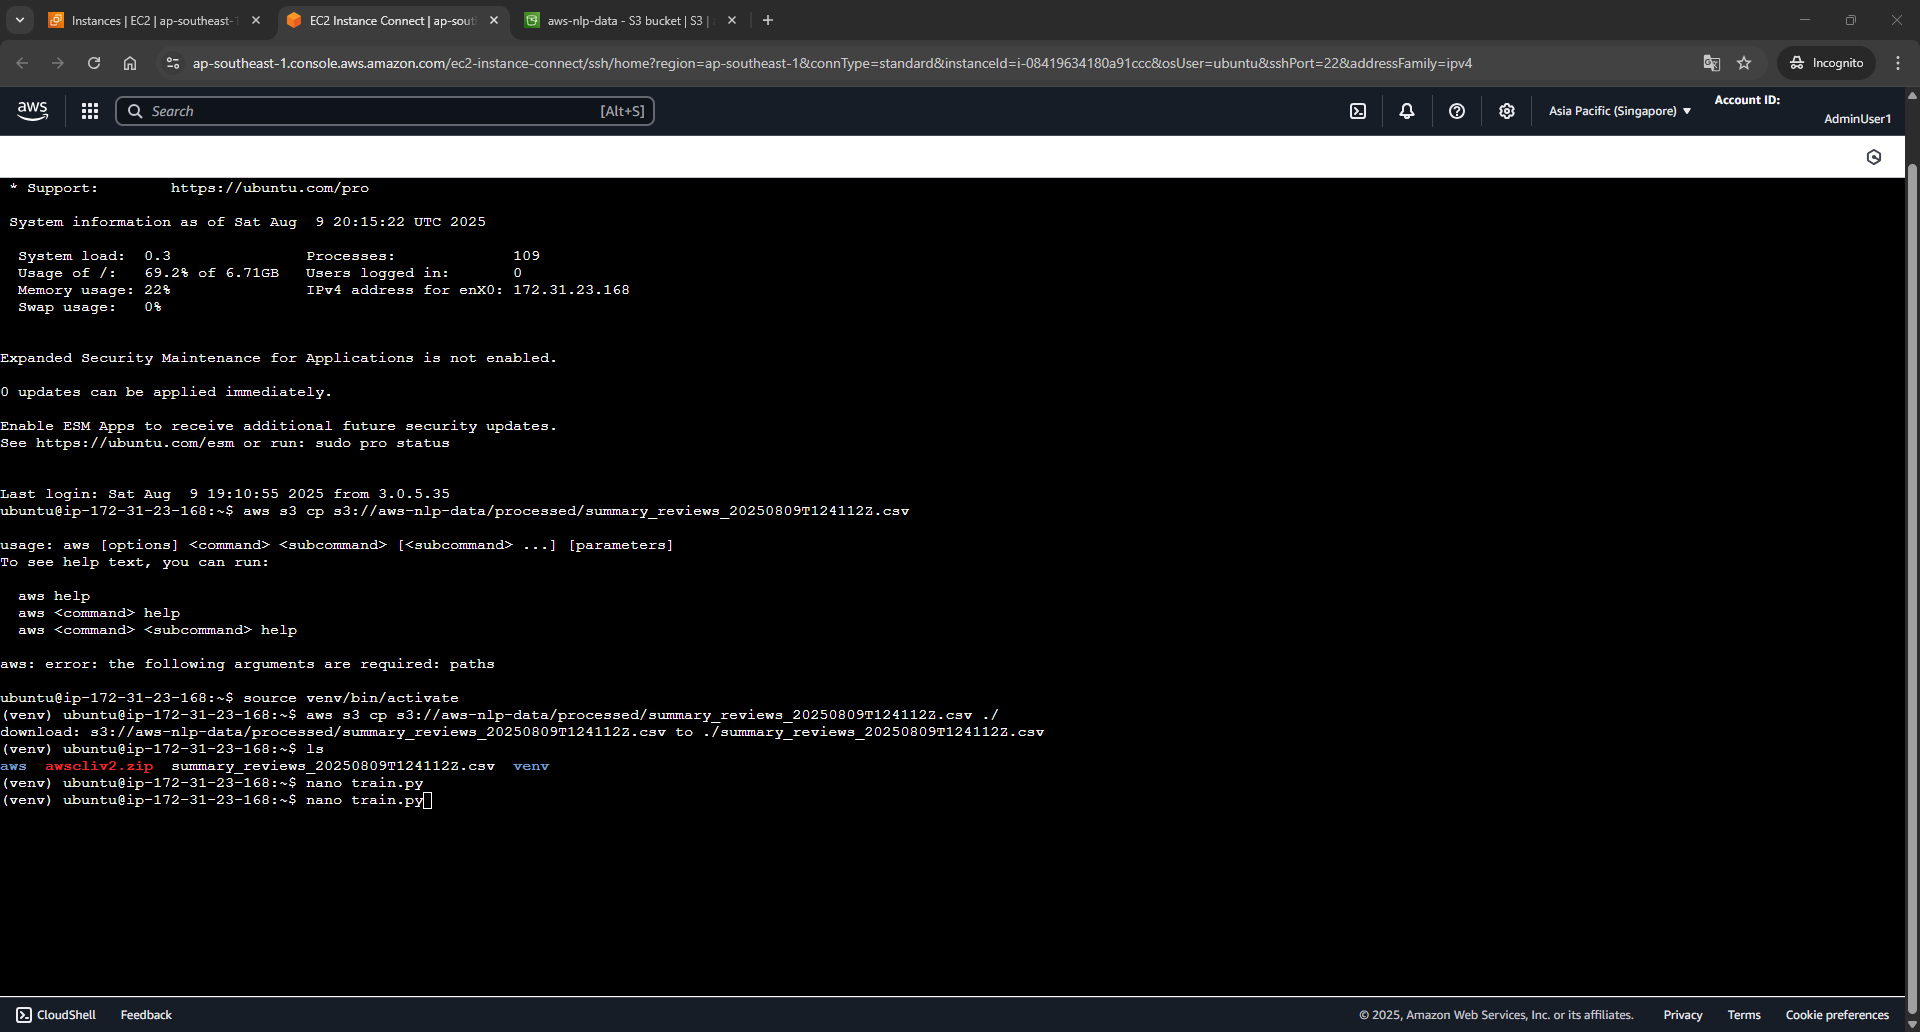 Instances | EC2 | ap-southeast-
EC2 Instance Connect | ap-sout
aws-nlp-data - S3 bucket | S3 |
ap-southeast-1.console.aws.amazon.com/ec2-instance-connect/ssh/home?region=ap-southeast-1&connType=standard&instanceId=i-08419634180a91ccc&osUser=ubuntu&sshPort=22&addressFamily=ipv4
Incognito
aws
Search
[Alt+S]
Asia Pacific (Singapore)
Account ID:
AdminUser1
* Support: https://ubuntu.com/pro
System information as of Sat Aug 9 20:15:22 UTC 2025
System load: 0.3 Processes: 109
Usage of /: 69.2% of 6.71GB Users logged in: 0
Memory usage: 22% IPv4 address for enX0: 172.31.23.168
Swap usage: 0%
Expanded Security Maintenance for Applications is not enabled.
0 updates can be applied immediately.
Enable ESM Apps to receive additional future security updates.
See https://ubuntu.com/esm or run: sudo pro status
Last login: Sat Aug 9 19:10:55 2025 from 3.0.5.35
ubuntu@ip-172-31-23-168:~$ aws s3 cp s3://aws-nlp-data/processed/summary_reviews_20250809T124112Z.csv
usage: aws [options] <command> <subcommand> [<subcommand> ...] [parameters]
To see help text, you can run:
aws help
aws <command> help
aws <command> <subcommand> help
aws: error: the following arguments are required: paths
ubuntu@ip-172-31-23-168:~$ source venv/bin/activate
(venv) ubuntu@ip-172-31-23-168:~$ aws s3 cp s3://aws-nlp-data/processed/summary_reviews_20250809T124112Z.csv ./
download: s3://aws-nlp-data/processed/summary_reviews_20250809T124112Z.csv to ./summary_reviews_20250809T124112Z.csv
(venv) ubuntu@ip-172-31-23-168:~$ ls
aws awscliv2.zip summary_reviews_20250809T124112Z.csv venv
(venv) ubuntu@ip-172-31-23-168:~$ nano train.py
(venv) ubuntu@ip-172-31-23-168:~$ nano train.py
CloudShell
Feedback
© 2025, Amazon Web Services, Inc. or its affiliates.
Privacy
Terms
Cookie preferences